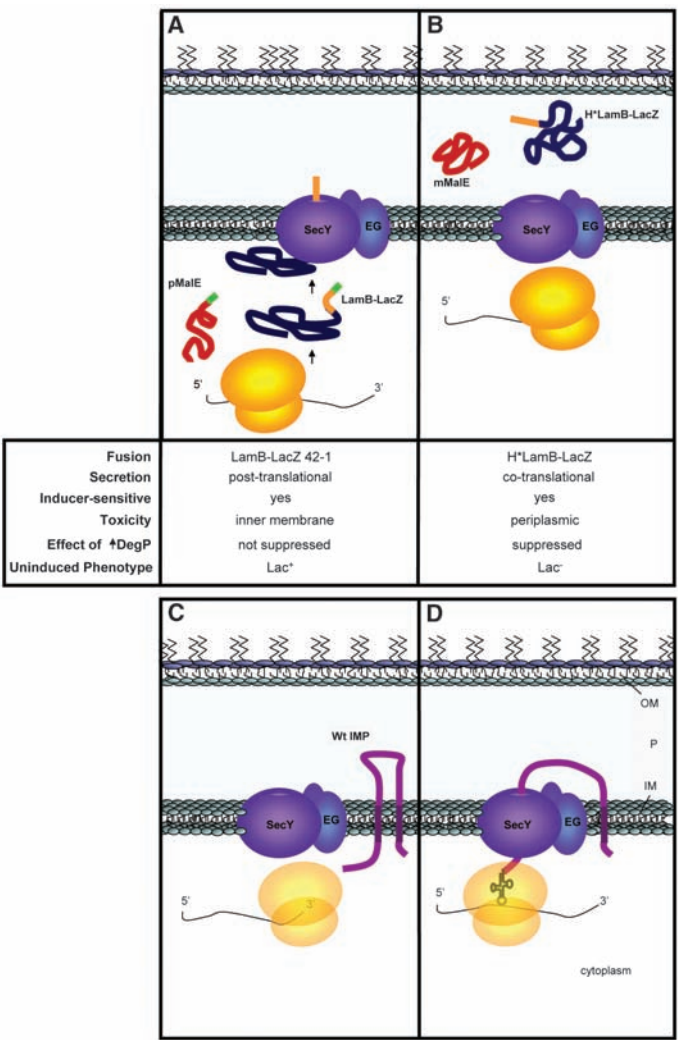 A
SecY
EG
pMalE
LamB-LacZ
5'
3'
B
H*LamB-LacZ
mMalE
SecY
EG
5'
Fusion LamB-LacZ 42-1 H*LamB-LacZ
Secretion post-translational co-translational
Inducer-sensitive yes yes
Toxicity inner membrane periplasmic
Effect of ↑DegP not suppressed suppressed
Uninduced Phenotype Lac⁺ Lac⁻
C
Wt IMP
SecY
EG
5'
3'
D
OM
P
IM
SecY
EG
5'
3'
cytoplasm